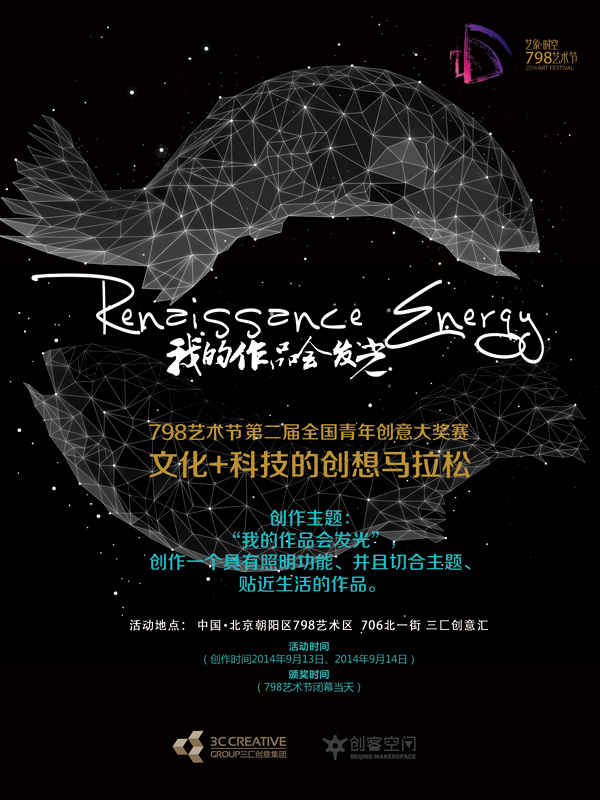 艺象·时空
798艺术节
2014 ART FESTIVAL
Renaissance Energy
我的作品会发光
798艺术节第二届全国青年创意大奖赛
文化+科技的创想马拉松
创作主题：
“我的作品会发光”，
创作一个具有照明功能、并且切合主题、
贴近生活的作品。
活动地点： 中国·北京朝阳区798艺术区 706北一街 三匚创意汇
活动时间
（创作时间2014年9月13日、2014年9月14日）
颁奖时间
（798艺术节闭幕当天）
3C CREATIVE
GROUP三匚创意集团
创客空间
BEIJING MAKERSPACE